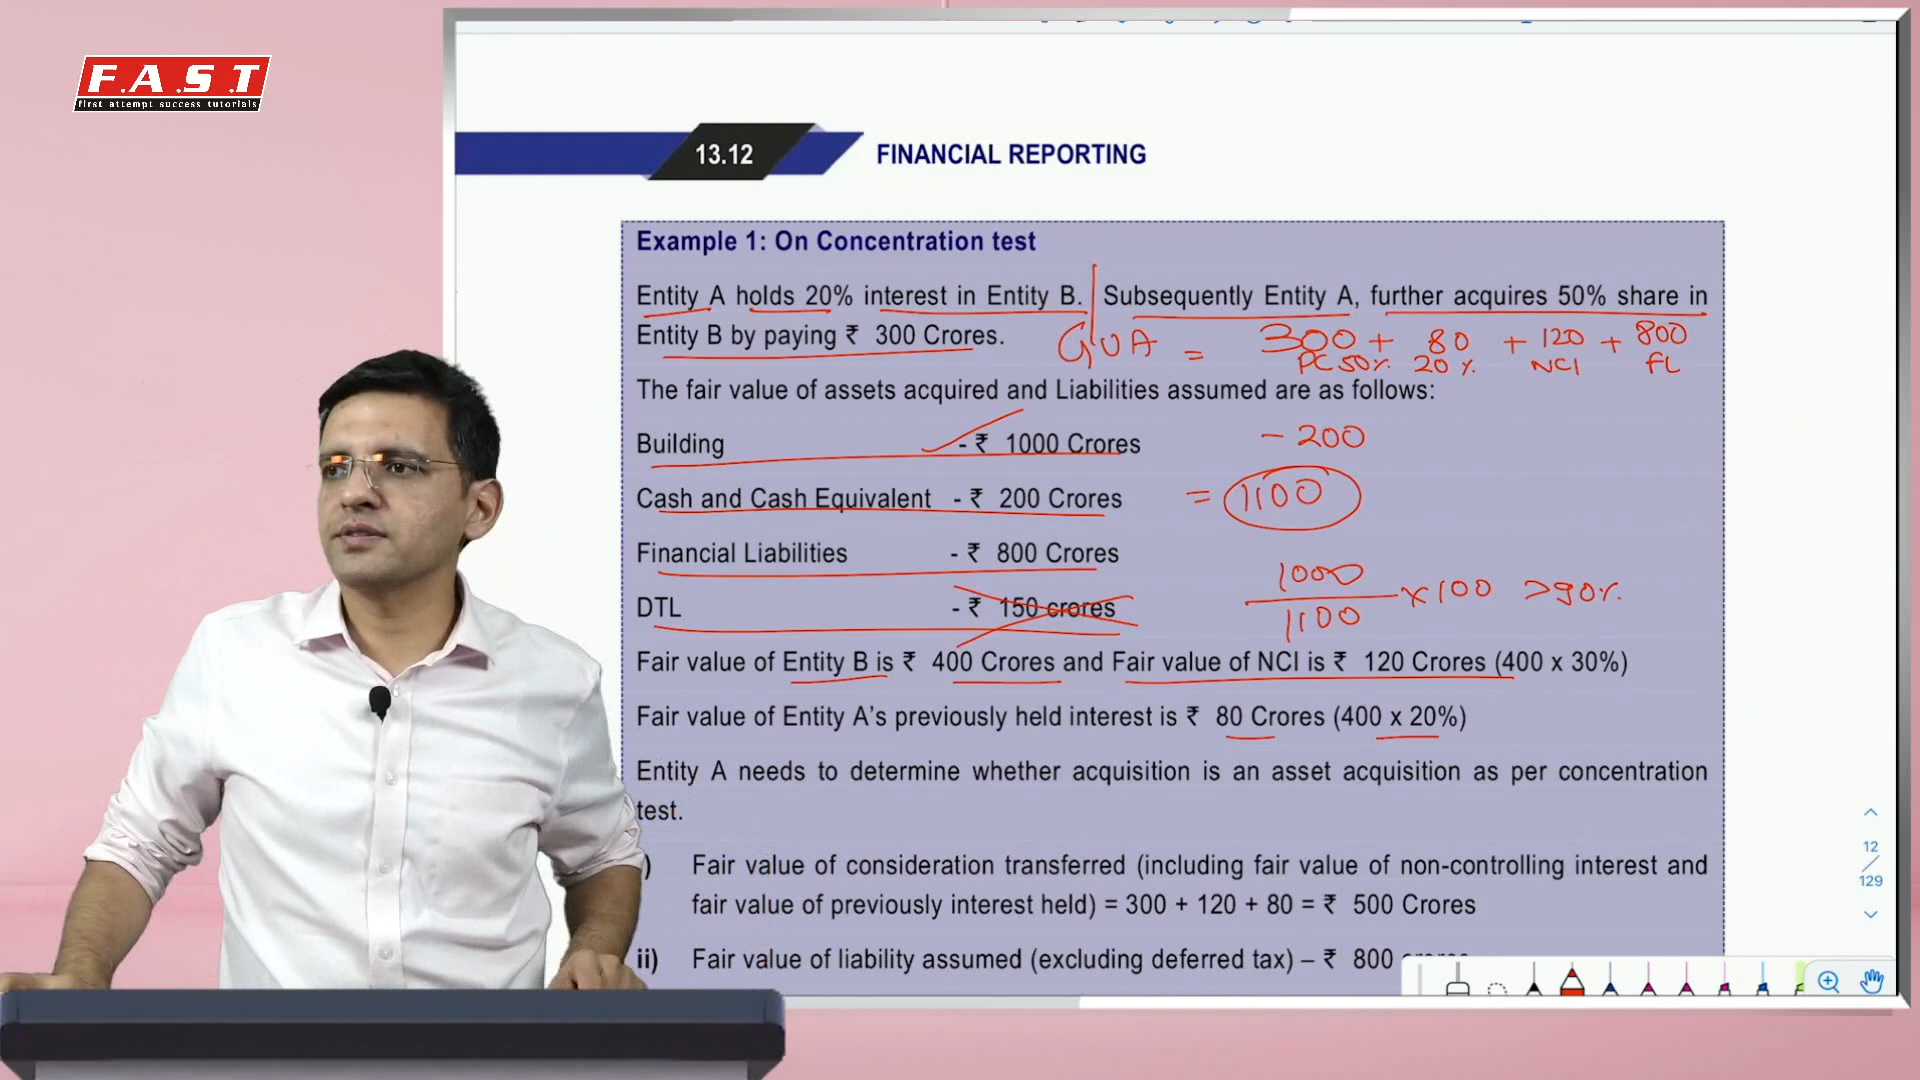 F.A.S.T
first attempt success tutorials
13.12 FINANCIAL REPORTING
Example 1: On Concentration test
Entity A holds 20% interest in Entity B. Subsequently Entity A, further acquires 50% share in
Entity B by paying ₹ 300 Crores.
GVA = 300 + 80 + 120 + 800
PC 50% 20% NCI FL
The fair value of assets acquired and Liabilities assumed are as follows:
Building - ₹ 1000 Crores
- 200
Cash and Cash Equivalent - ₹ 200 Crores
= 1100
Financial Liabilities - ₹ 800 Crores
1000
1100
x 100 > 90%
DTL - ₹ 150 crores
Fair value of Entity B is ₹ 400 Crores and Fair value of NCI is ₹ 120 Crores (400 x 30%)
Fair value of Entity A's previously held interest is ₹ 80 Crores (400 x 20%)
Entity A needs to determine whether acquisition is an asset acquisition as per concentration
test.
) Fair value of consideration transferred (including fair value of non-controlling interest and
fair value of previously interest held) = 300 + 120 + 80 = ₹ 500 Crores
ii) Fair value of liability assumed (excluding deferred tax) – ₹ 800
12
129